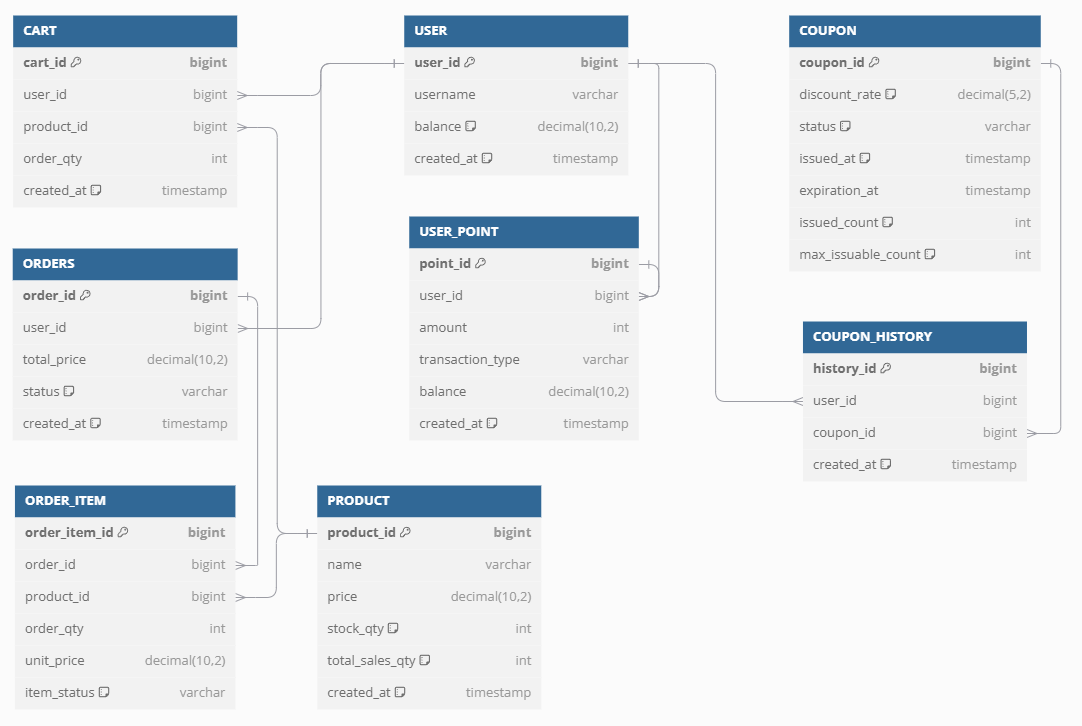 CART
cart_id bigint
user_id bigint
product_id bigint
order_qty int
created_at timestamp
USER
user_id bigint
username varchar
balance decimal(10,2)
created_at timestamp
COUPON
coupon_id bigint
discount_rate decimal(5,2)
status varchar
issued_at timestamp
expiration_at timestamp
issued_count int
max_issuable_count int
ORDERS
order_id bigint
user_id bigint
total_price decimal(10,2)
status varchar
created_at timestamp
USER_POINT
point_id bigint
user_id bigint
amount int
transaction_type varchar
balance decimal(10,2)
created_at timestamp
COUPON_HISTORY
history_id bigint
user_id bigint
coupon_id bigint
created_at timestamp
ORDER_ITEM
order_item_id bigint
order_id bigint
product_id bigint
order_qty int
unit_price decimal(10,2)
item_status varchar
PRODUCT
product_id bigint
name varchar
price decimal(10,2)
stock_qty int
total_sales_qty int
created_at timestamp